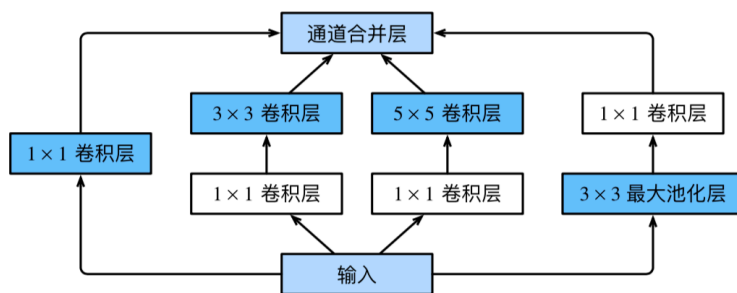 通道合并层
3 × 3 卷积层
5 × 5 卷积层
1 × 1 卷积层
1 × 1 卷积层
1 × 1 卷积层
1 × 1 卷积层
3 × 3 最大池化层
输入